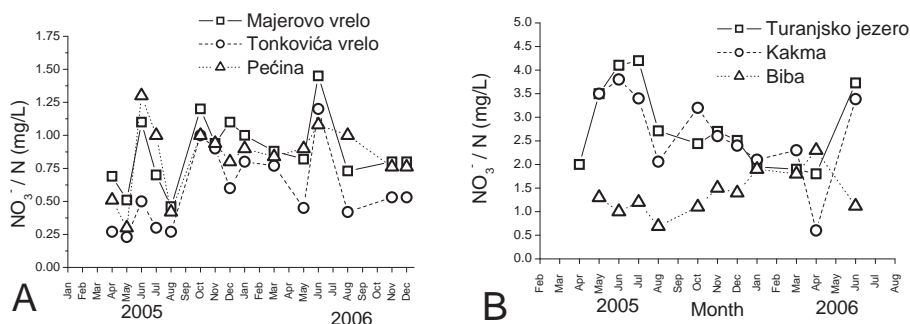 Majerovo vrelo
Tonkovića vrelo
Pećina
NO₃⁻ / N (mg/L)
1.75
1.50
1.25
1.00
0.75
0.50
0.25
0.00
Jan Feb Mar Apr May Jun Jul Aug Oct Nov Dec Jan Feb Mar Apr May Jun Jul Aug Oct Nov Dec
2005 2006
A
Turanjsko jezero
Kakma
Biba
NO₃⁻ / N (mg/L)
5.0
4.5
4.0
3.5
3.0
2.5
2.0
1.5
1.0
0.5
0.0
Feb Mar Apr May Jun Jul Aug Oct Nov Dec Jan Feb Mar Apr May Jun Jul Aug
2005 Month 2006
B